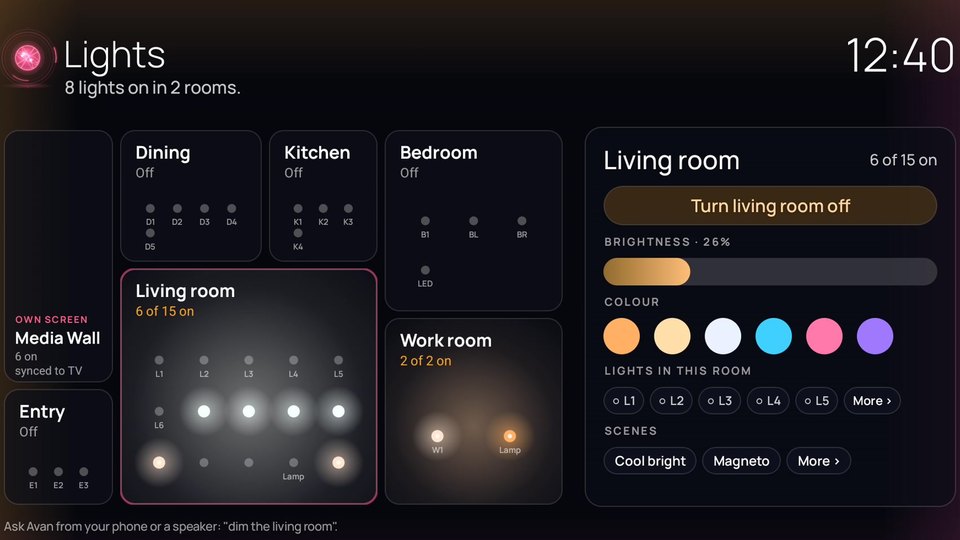 Lights
8 lights on in 2 rooms.
12:40
OWN SCREEN
Media Wall
6 on
synced to TV
Entry
Off
E1 E2 E3
Dining
Off
D1 D2 D3 D4
D5
Kitchen
Off
K1 K2 K3
K4
Living room
6 of 15 on
L1 L2 L3 L4 L5
L6
Lamp
Bedroom
Off
B1 BL BR
LED
Work room
2 of 2 on
W1 Lamp
Living room
6 of 15 on
Turn living room off
BRIGHTNESS · 26%
COLOUR
LIGHTS IN THIS ROOM
L1 L2 L3 L4 L5 More ›
SCENES
Cool bright Magneto More ›
Ask Avan from your phone or a speaker: "dim the living room".